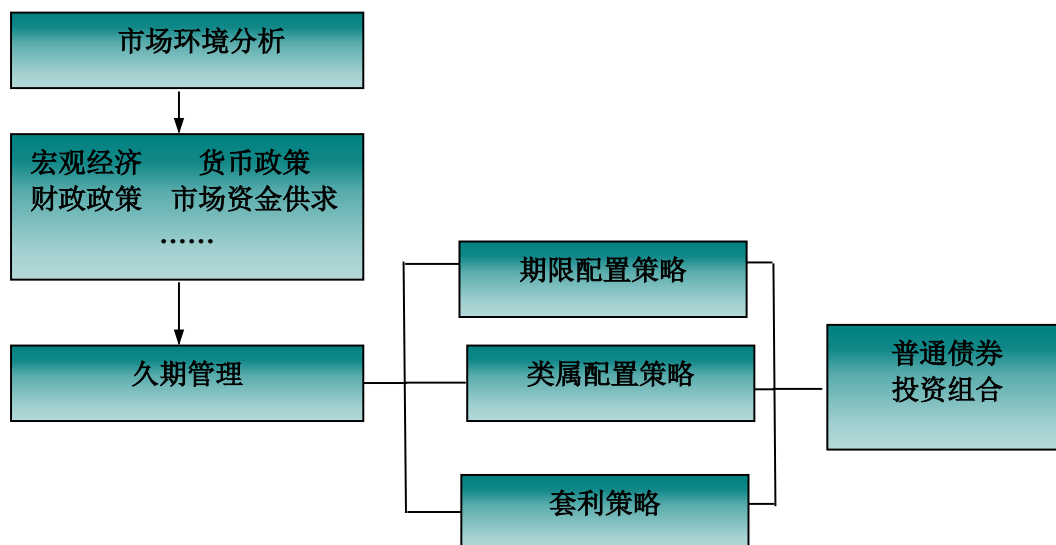 市场环境分析
宏观经济 货币政策
财政政策 市场资金供求
……
久期管理
期限配置策略
类属配置策略
套利策略
普通债券
投资组合